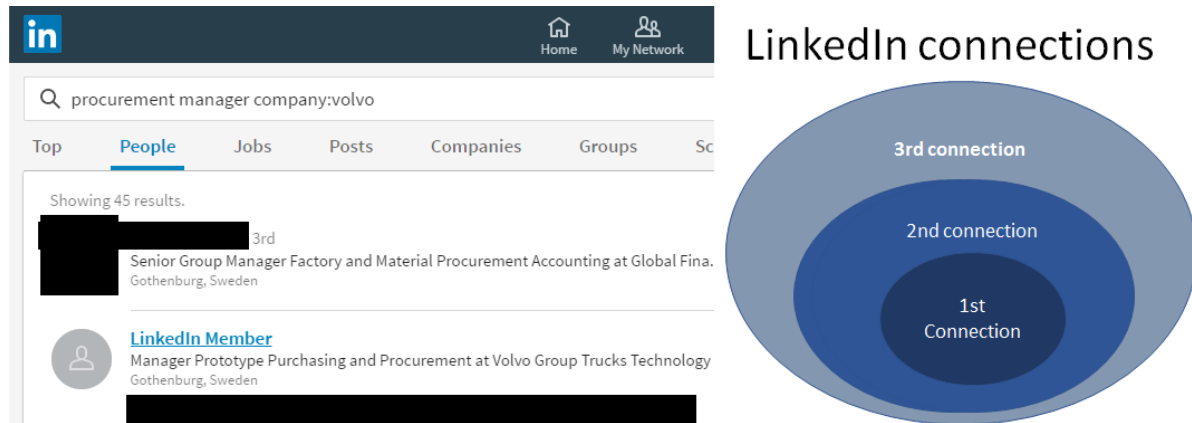 in
Home
My Network
LinkedIn connections
procurement manager company:volvo
Top People Jobs Posts Companies Groups Sc
Showing 45 results.
3rd
Senior Group Manager Factory and Material Procurement Accounting at Global Fina.
Gothenburg, Sweden
LinkedIn Member
Manager Prototype Purchasing and Procurement at Volvo Group Trucks Technology
Gothenburg, Sweden
3rd connection
2nd connection
1st
Connection